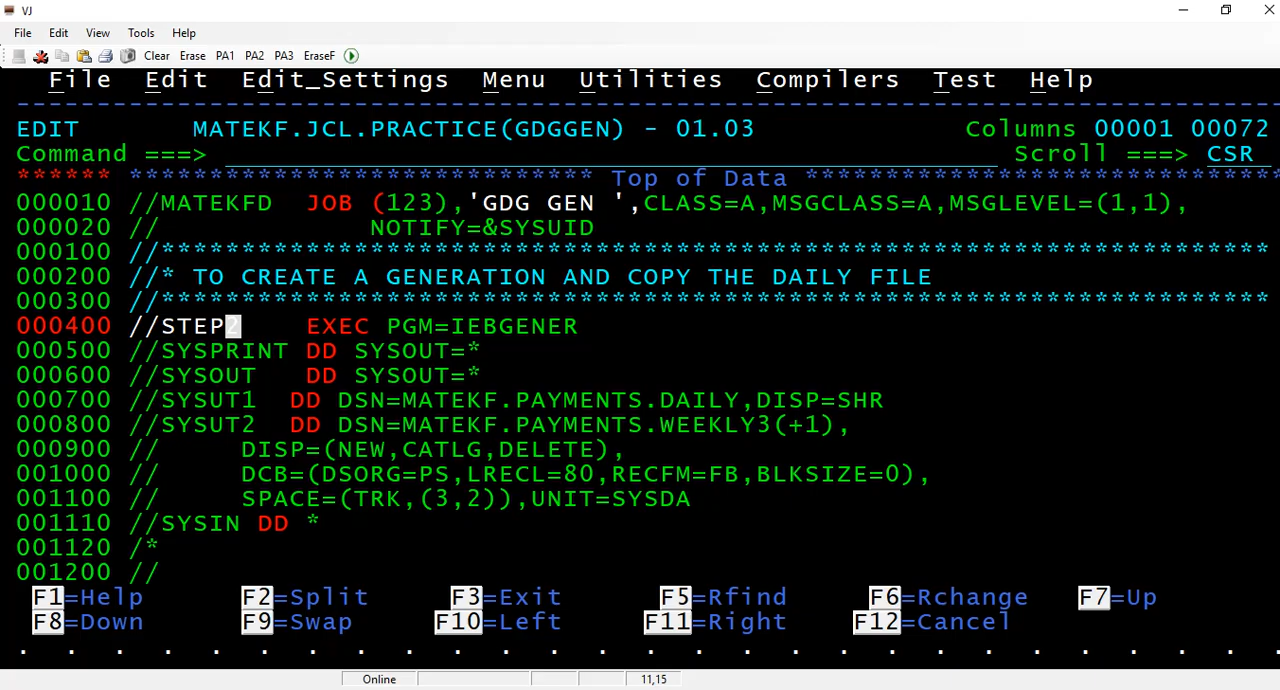 VJ
File Edit View Tools Help
Clear Erase PA1 PA2 PA3 EraseF
File Edit Edit_Settings Menu Utilities Compilers Test Help
--------------------------------------------------------------------------------
EDIT MATEKF.JCL.PRACTICE(GDGGEN) - 01.03 Columns 00001 00072
Command ===> Scroll ===> CSR
****** ***************************** Top of Data *****************************
000010 //MATEKFD JOB (123),'GDG GEN ',CLASS=A,MSGCLASS=A,MSGLEVEL=(1,1),
000020 // NOTIFY=&SYSUID
000100 //*********************************************************************
000200 //* TO CREATE A GENERATION AND COPY THE DAILY FILE
000300 //*********************************************************************
000400 //STEP2 EXEC PGM=IEBGENER
000500 //SYSPRINT DD SYSOUT=*
000600 //SYSOUT DD SYSOUT=*
000700 //SYSUT1 DD DSN=MATEKF.PAYMENTS.DAILY,DISP=SHR
000800 //SYSUT2 DD DSN=MATEKF.PAYMENTS.WEEKLY3(+1),
000900 // DISP=(NEW,CATLG,DELETE),
001000 // DCB=(DSORG=PS,LRECL=80,RECFM=FB,BLKSIZE=0),
001100 // SPACE=(TRK,(3,2)),UNIT=SYSDA
001110 //SYSIN DD *
001120 /*
001200 //
F1=Help F2=Split F3=Exit F5=Rfind F6=Rchange F7=Up
F8=Down F9=Swap F10=Left F11=Right F12=Cancel
. . . . . . . . . . . . . . . . . . . . . . . . . . .
Online 11,15